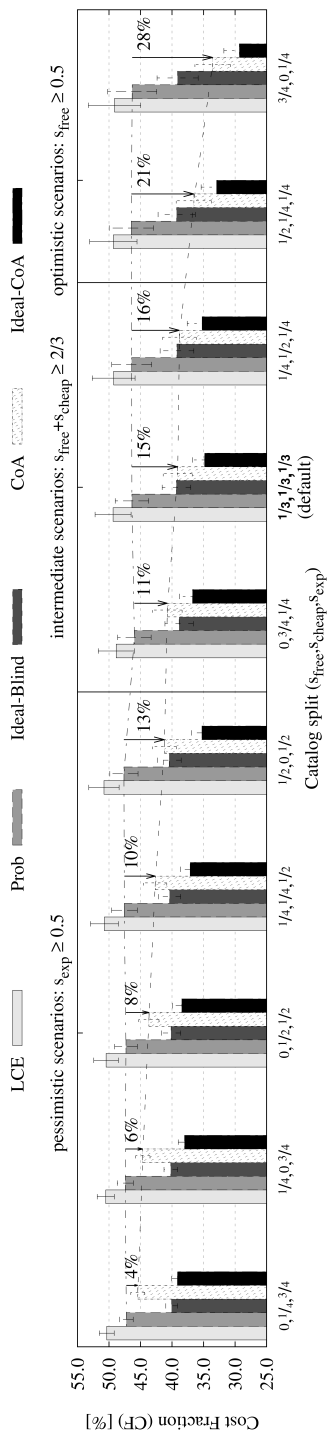 LCE Prob Ideal-Blind CoA Ideal-CoA
pessimistic scenarios: s_exp ≥ 0.5
intermediate scenarios: s_free+s_cheap ≥ 2/3
optimistic scenarios: s_free ≥ 0.5
Cost Fraction (CF) [%]
55.0
50.0
45.0
40.0
35.0
30.0
25.0
4% 6% 8% 10% 13% 11% 15% 16% 21% 28%
0,1/4,3/4 1/4,0,3/4 0,1/2,1/2 1/4,1/4,1/2 1/2,0,1/2 0,3/4,1/4 1/3,1/3,1/3 1/4,1/2,1/4 1/2,1/4,1/4 3/4,0,1/4
(default)
Catalog split (s_free,s_cheap,s_exp)